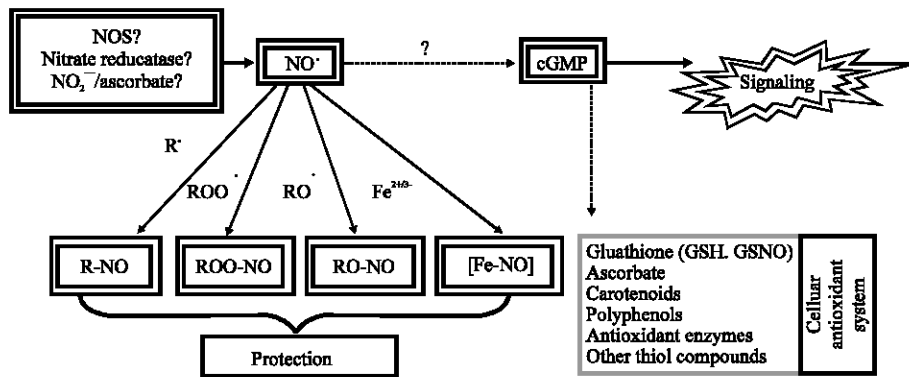 NOS?
Nitrate reducatase?
NO₂⁻/ascorbate?
NO·
?
cGMP
Signaling
R·
ROO·
RO·
Fe²⁺/³⁻
R-NO
ROO-NO
RO-NO
[Fe-NO]
Protection
Gluathione (GSH. GSNO)
Ascorbate
Carotenoids
Polyphenols
Antioxidant enzymes
Other thiol compounds
Celluar
antioxidant
system